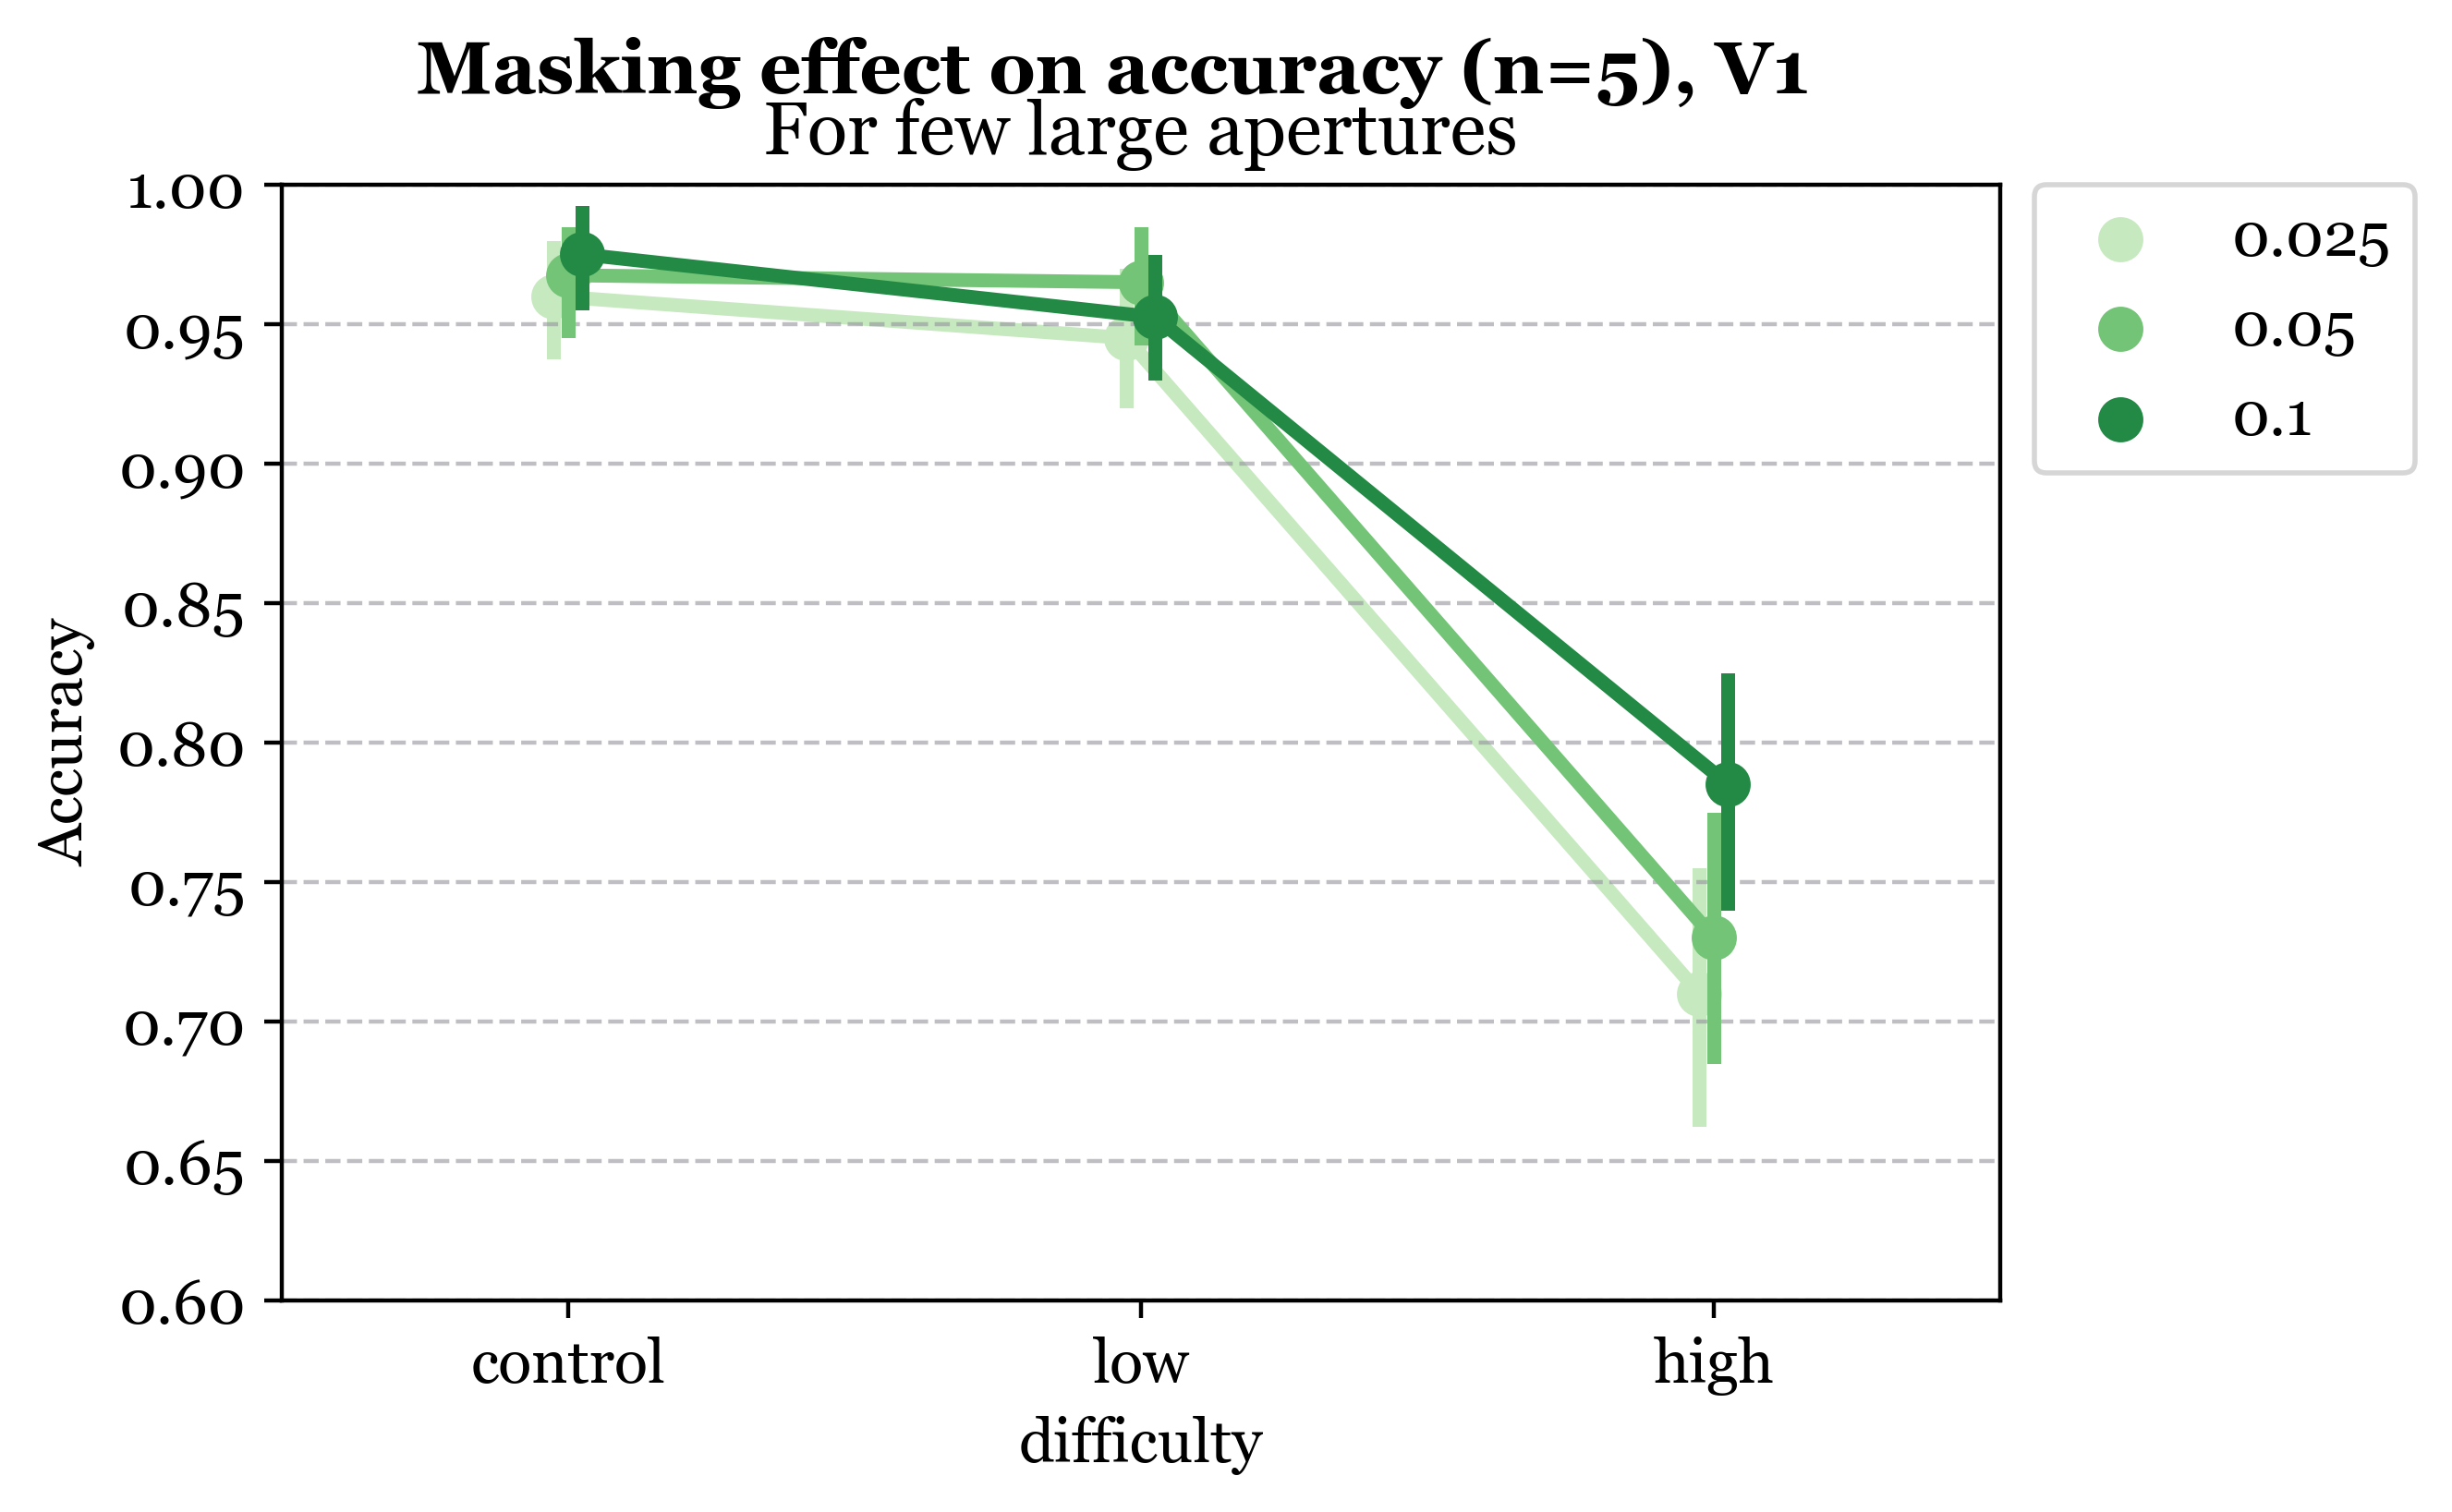 Masking effect on accuracy (n=5), V1
For few large apertures
1.00
0.95
0.90
0.85
0.80
0.75
0.70
0.65
0.60
Accuracy
control
low
high
difficulty
0.025
0.05
0.1